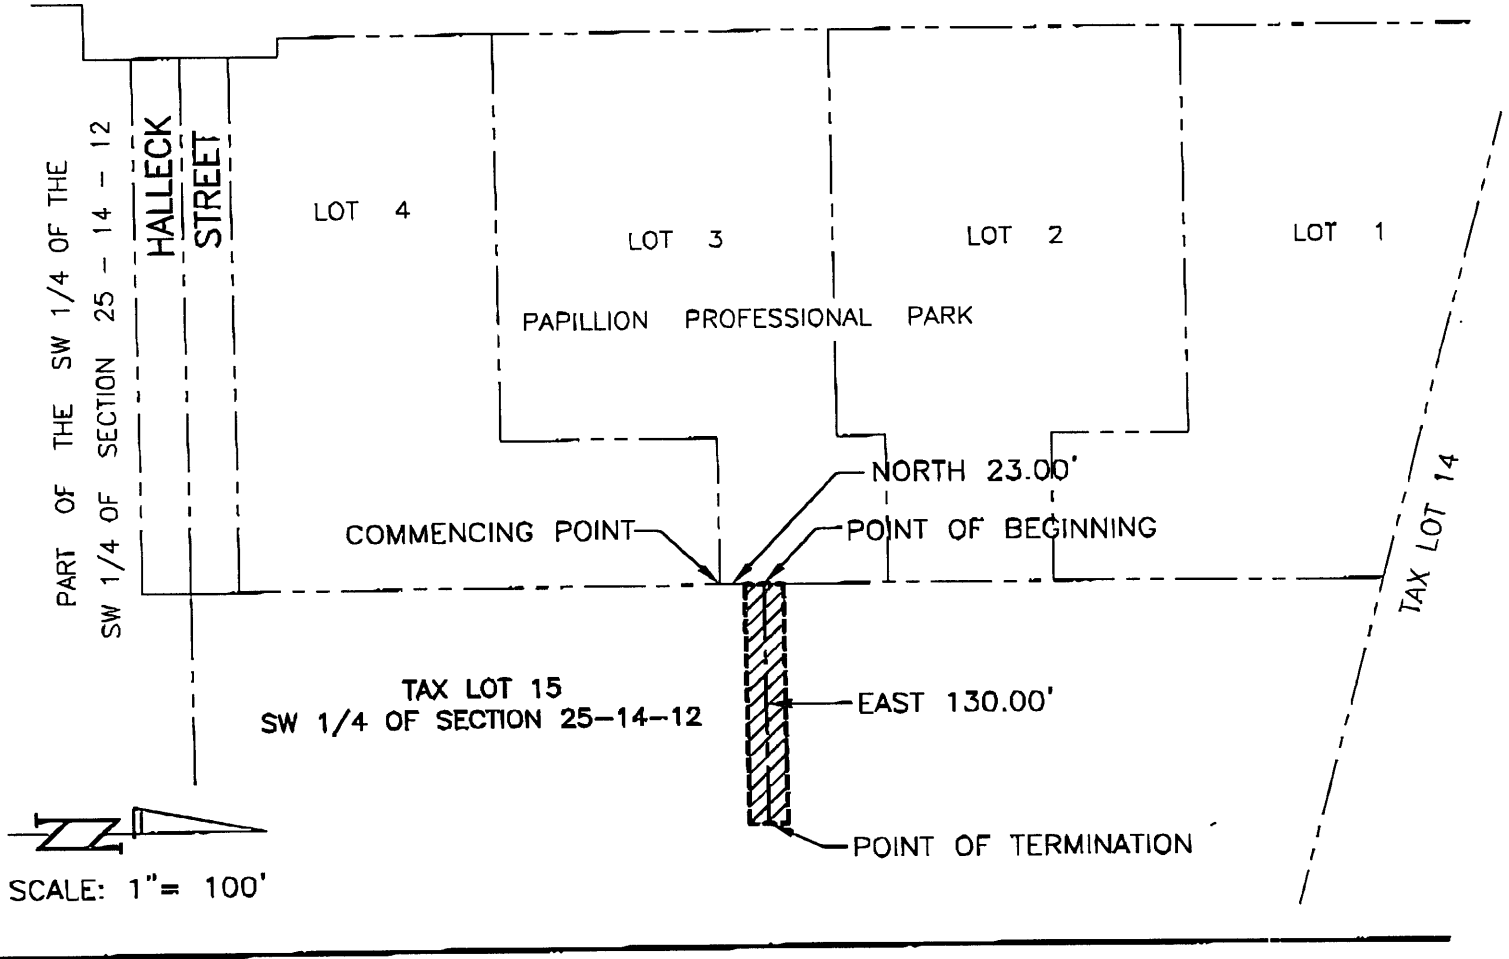 PART OF THE SW 1/4 OF THE
SW 1/4 OF SECTION 25 - 14 - 12
HALLECK
STREET
LOT 4
LOT 3
LOT 2
LOT 1
PAPILLION PROFESSIONAL PARK
NORTH 23.00'
COMMENCING POINT
POINT OF BEGINNING
TAX LOT 14
TAX LOT 15
SW 1/4 OF SECTION 25-14-12
EAST 130.00'
POINT OF TERMINATION
N
SCALE: 1"= 100'